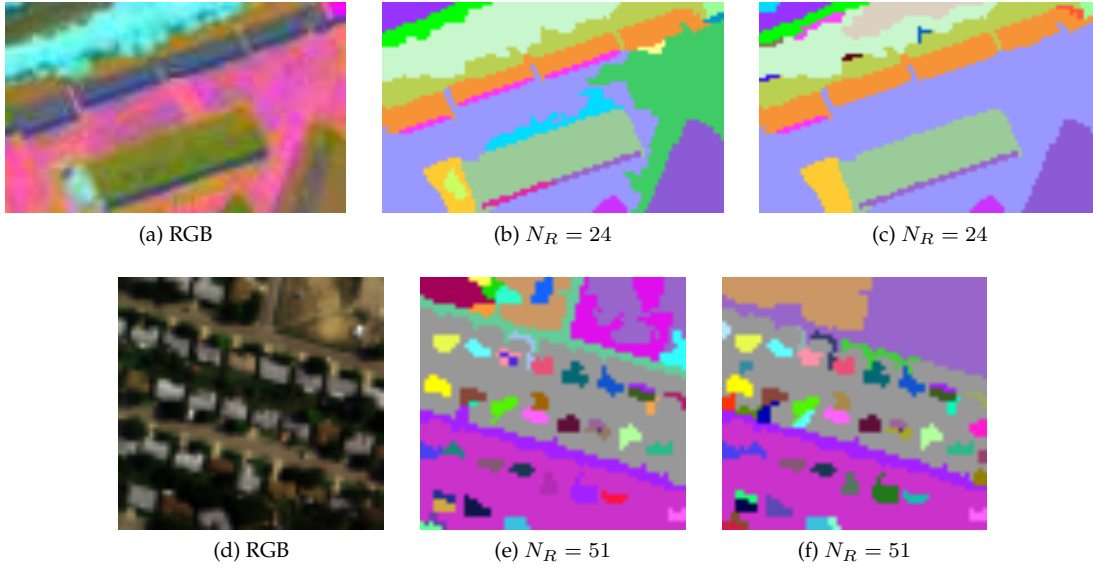 (a) RGB
(b) N_R = 24
(c) N_R = 24
(d) RGB
(e) N_R = 51
(f) N_R = 51